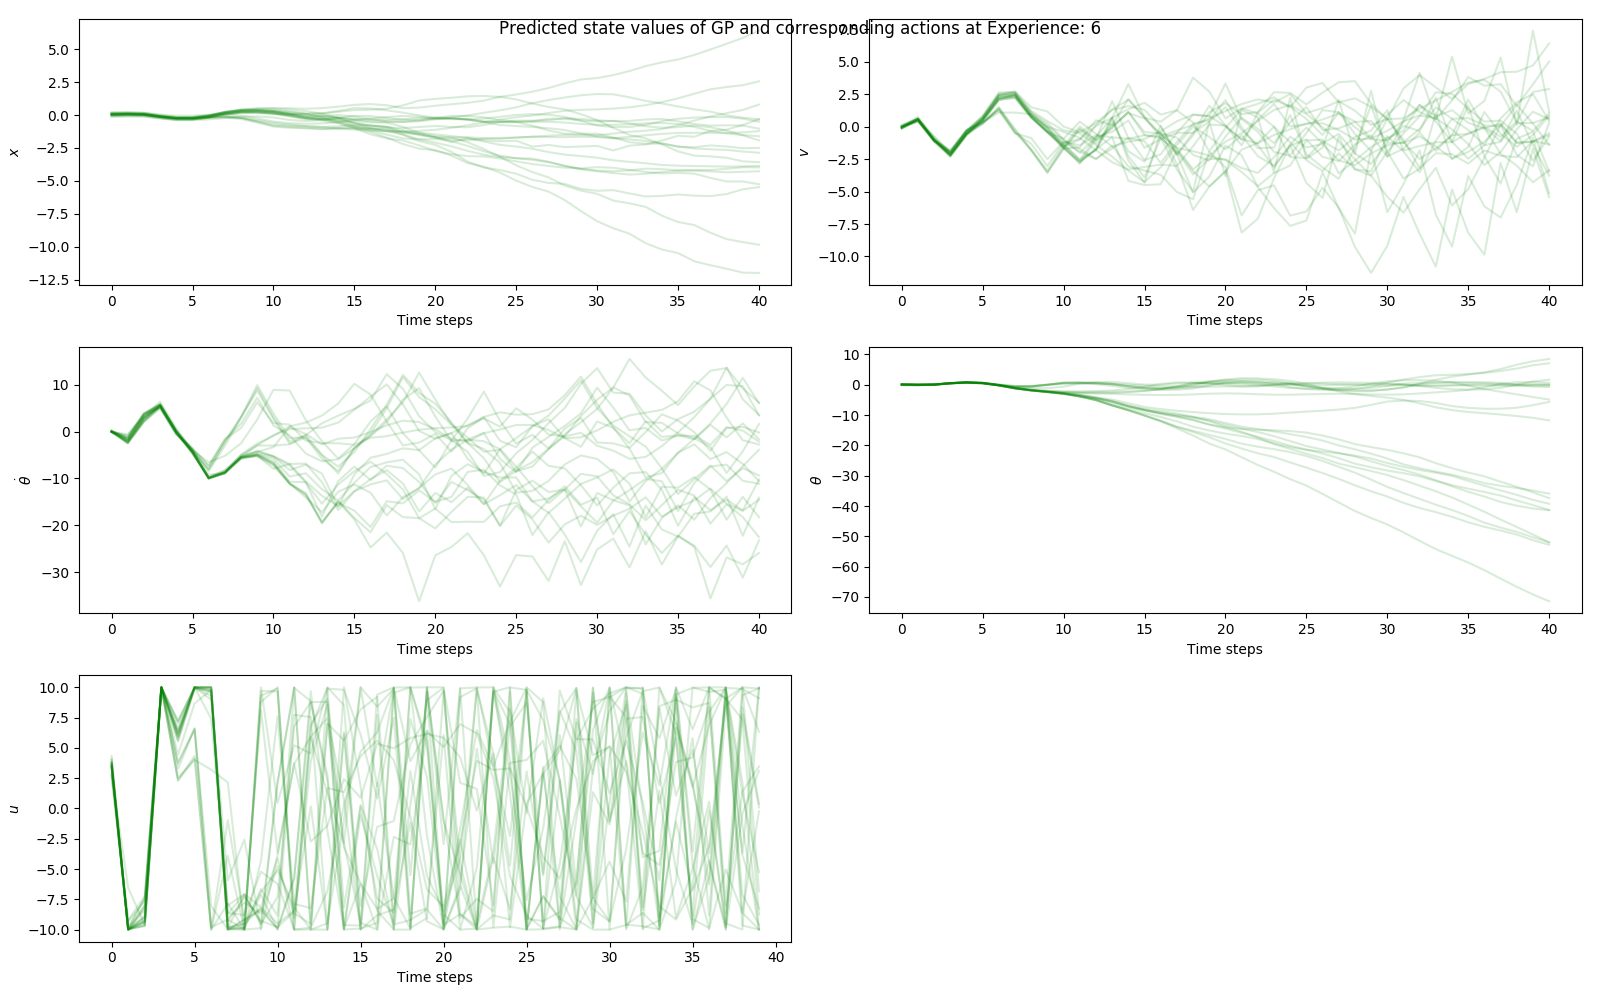 Predicted state values of GP and corresponding actions at Experience: 6
5.0
2.5
0.0
−2.5
−5.0
−7.5
−10.0
−12.5
x
0 5 10 15 20 25 30 35 40
Time steps
7.5
5.0
2.5
0.0
−2.5
−5.0
−7.5
−10.0
v
0 5 10 15 20 25 30 35 40
Time steps
10
0
−10
−20
−30
θ̇
0 5 10 15 20 25 30 35 40
Time steps
10
0
−10
−20
−30
−40
−50
−60
−70
θ
0 5 10 15 20 25 30 35 40
Time steps
10.0
7.5
5.0
2.5
0.0
−2.5
−5.0
−7.5
−10.0
u
0 5 10 15 20 25 30 35 40
Time steps